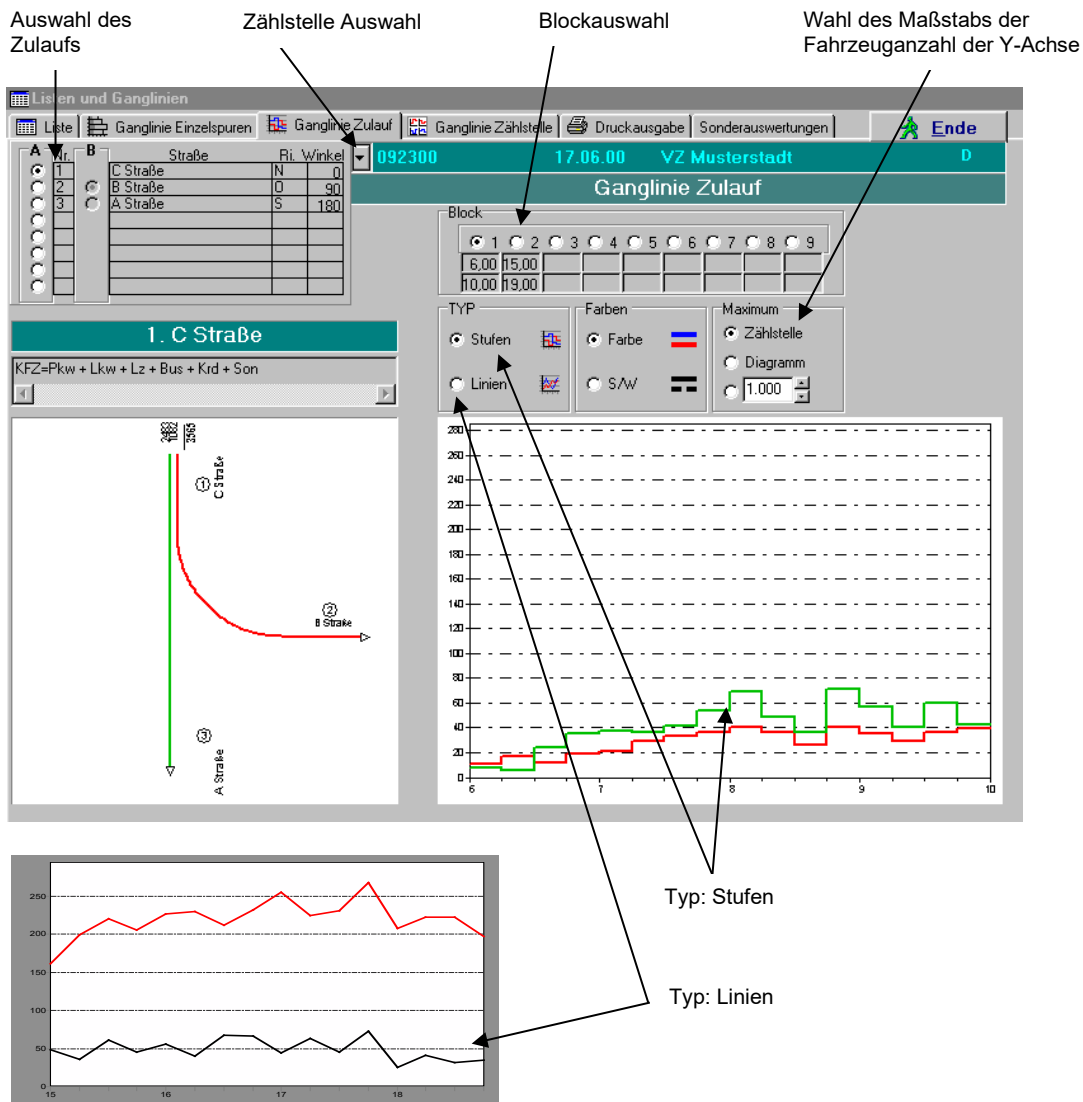 Auswahl des
Zulaufs
Zählstelle Auswahl
Blockauswahl
Wahl des Maßstabs der
Fahrzeuganzahl der Y-Achse
Listen und Ganglinien
Liste Ganglinie Einzelspuren Ganglinie Zulauf Ganglinie Zählstelle Druckausgabe Sonderauswertungen Ende
A Nr. B Straße Ri. Winkel
1 C Straße N 0
2 B Straße O 90
3 A Straße S 180
092300 17.06.00 VZ Musterstadt D
Ganglinie Zulauf
Block
1 2 3 4 5 6 7 8 9
6,00 15,00
10,00 19,00
TYP
Stufen
Linien
Farben
Farbe
S/W
Maximum
Zählstelle
Diagramm
1.000
1. C Straße
KFZ=Pkw + Lkw + Lz + Bus + Krd + Son
2483
1082
3565
1
C Straße
2
B Straße
3
A Straße
280
260
240
220
200
180
160
140
120
100
80
60
40
20
0
6 7 8 9 10
Typ: Stufen
Typ: Linien
250
200
150
100
50
0
15 16 17 18